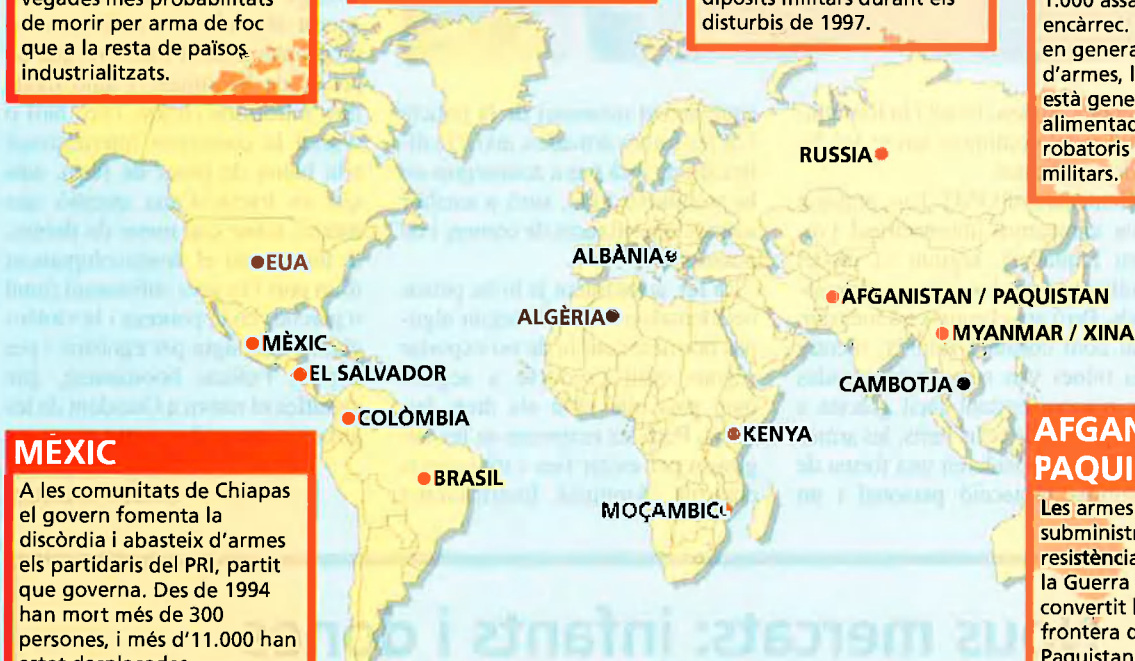 vegades més probabilitats
de morir per arma de foc
que a la resta de països
industrialitzats.
dipòsits militars durant els
disturbis de 1997.
1.000
encàrrec.
en genera
d'armes, l
està gene
alimentac
robatoris
militars.
RUSSIA
EUA
ALBÀNIA
ALGÈRIA
AFGANISTAN / PAQUISTAN
MYANMAR / XINA
MÈXIC
EL SALVADOR
CAMBOTJA
COLÒMBIA
KENYA
BRASIL
MOÇAMBIC
MÈXIC
A les comunitats de Chiapas
el govern fomenta la
discòrdia i abasteix d'armes
els partidaris del PRI, partit
que governa. Des de 1994
han mort més de 300
persones, i més d'11.000 han
AFGAN
PAQUI
Les armes
subministr
resistència
la Guerra
convertit
frontera
Paquistan